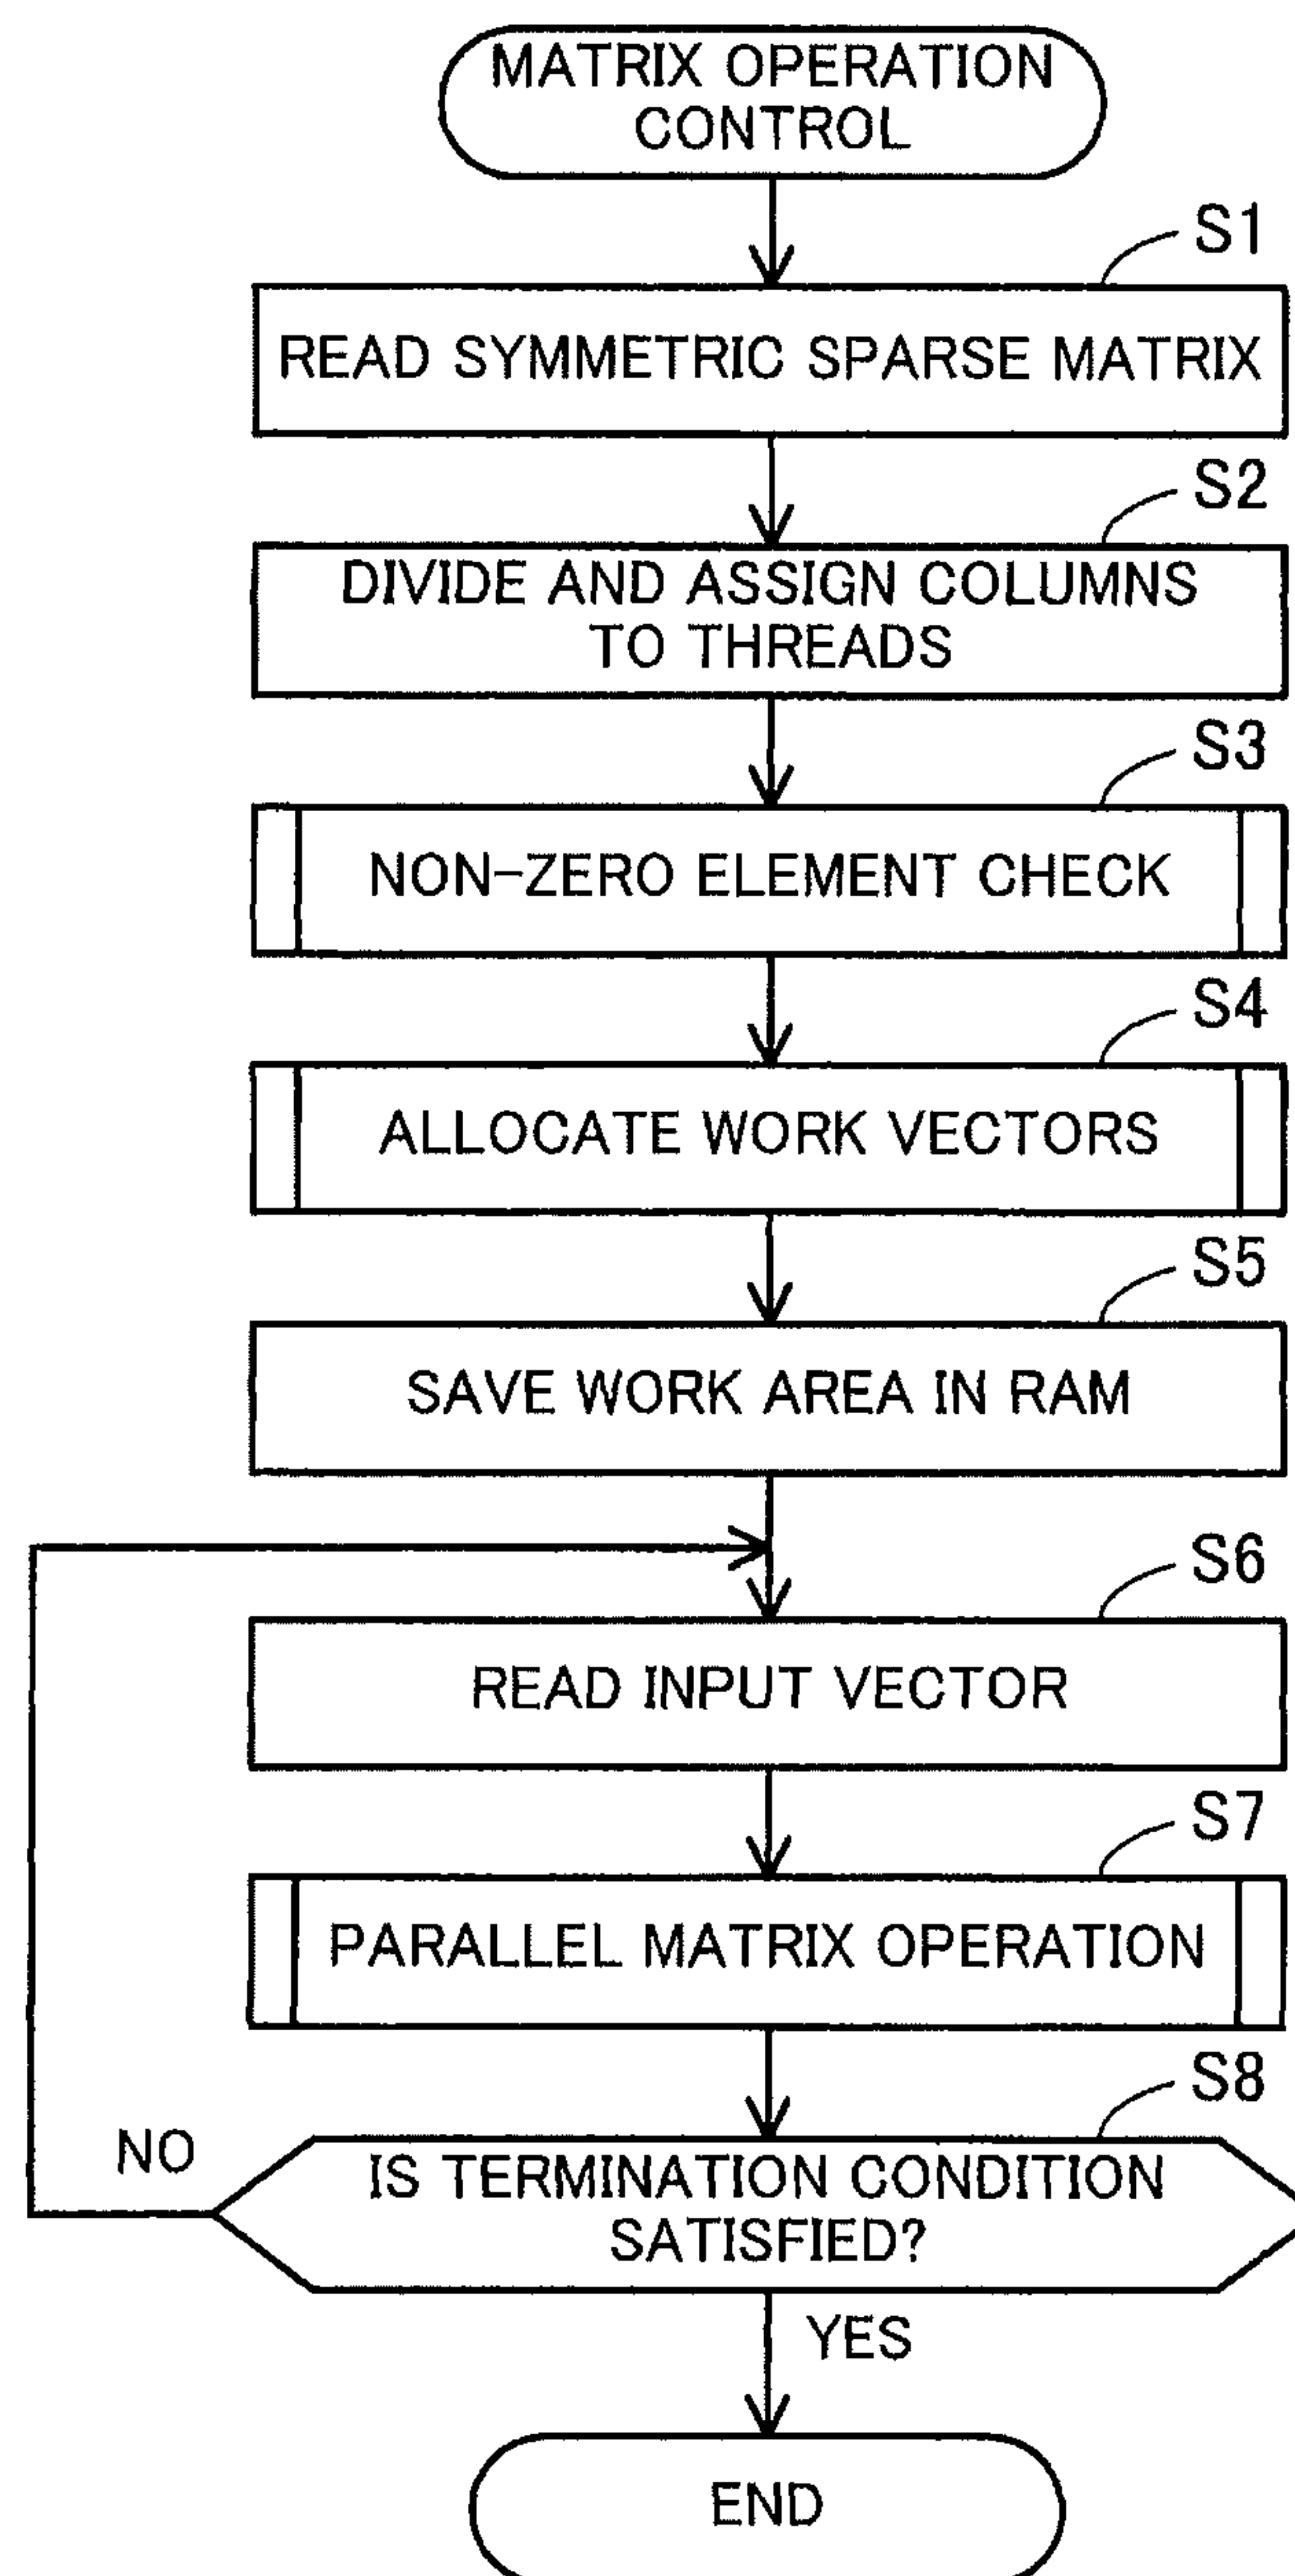 MATRIX OPERATION
CONTROL
S1
READ SYMMETRIC SPARSE MATRIX
S2
DIVIDE AND ASSIGN COLUMNS
TO THREADS
S3
NON-ZERO ELEMENT CHECK
S4
ALLOCATE WORK VECTORS
S5
SAVE WORK AREA IN RAM
S6
READ INPUT VECTOR
S7
PARALLEL MATRIX OPERATION
S8
NO
IS TERMINATION CONDITION
SATISFIED?
YES
END